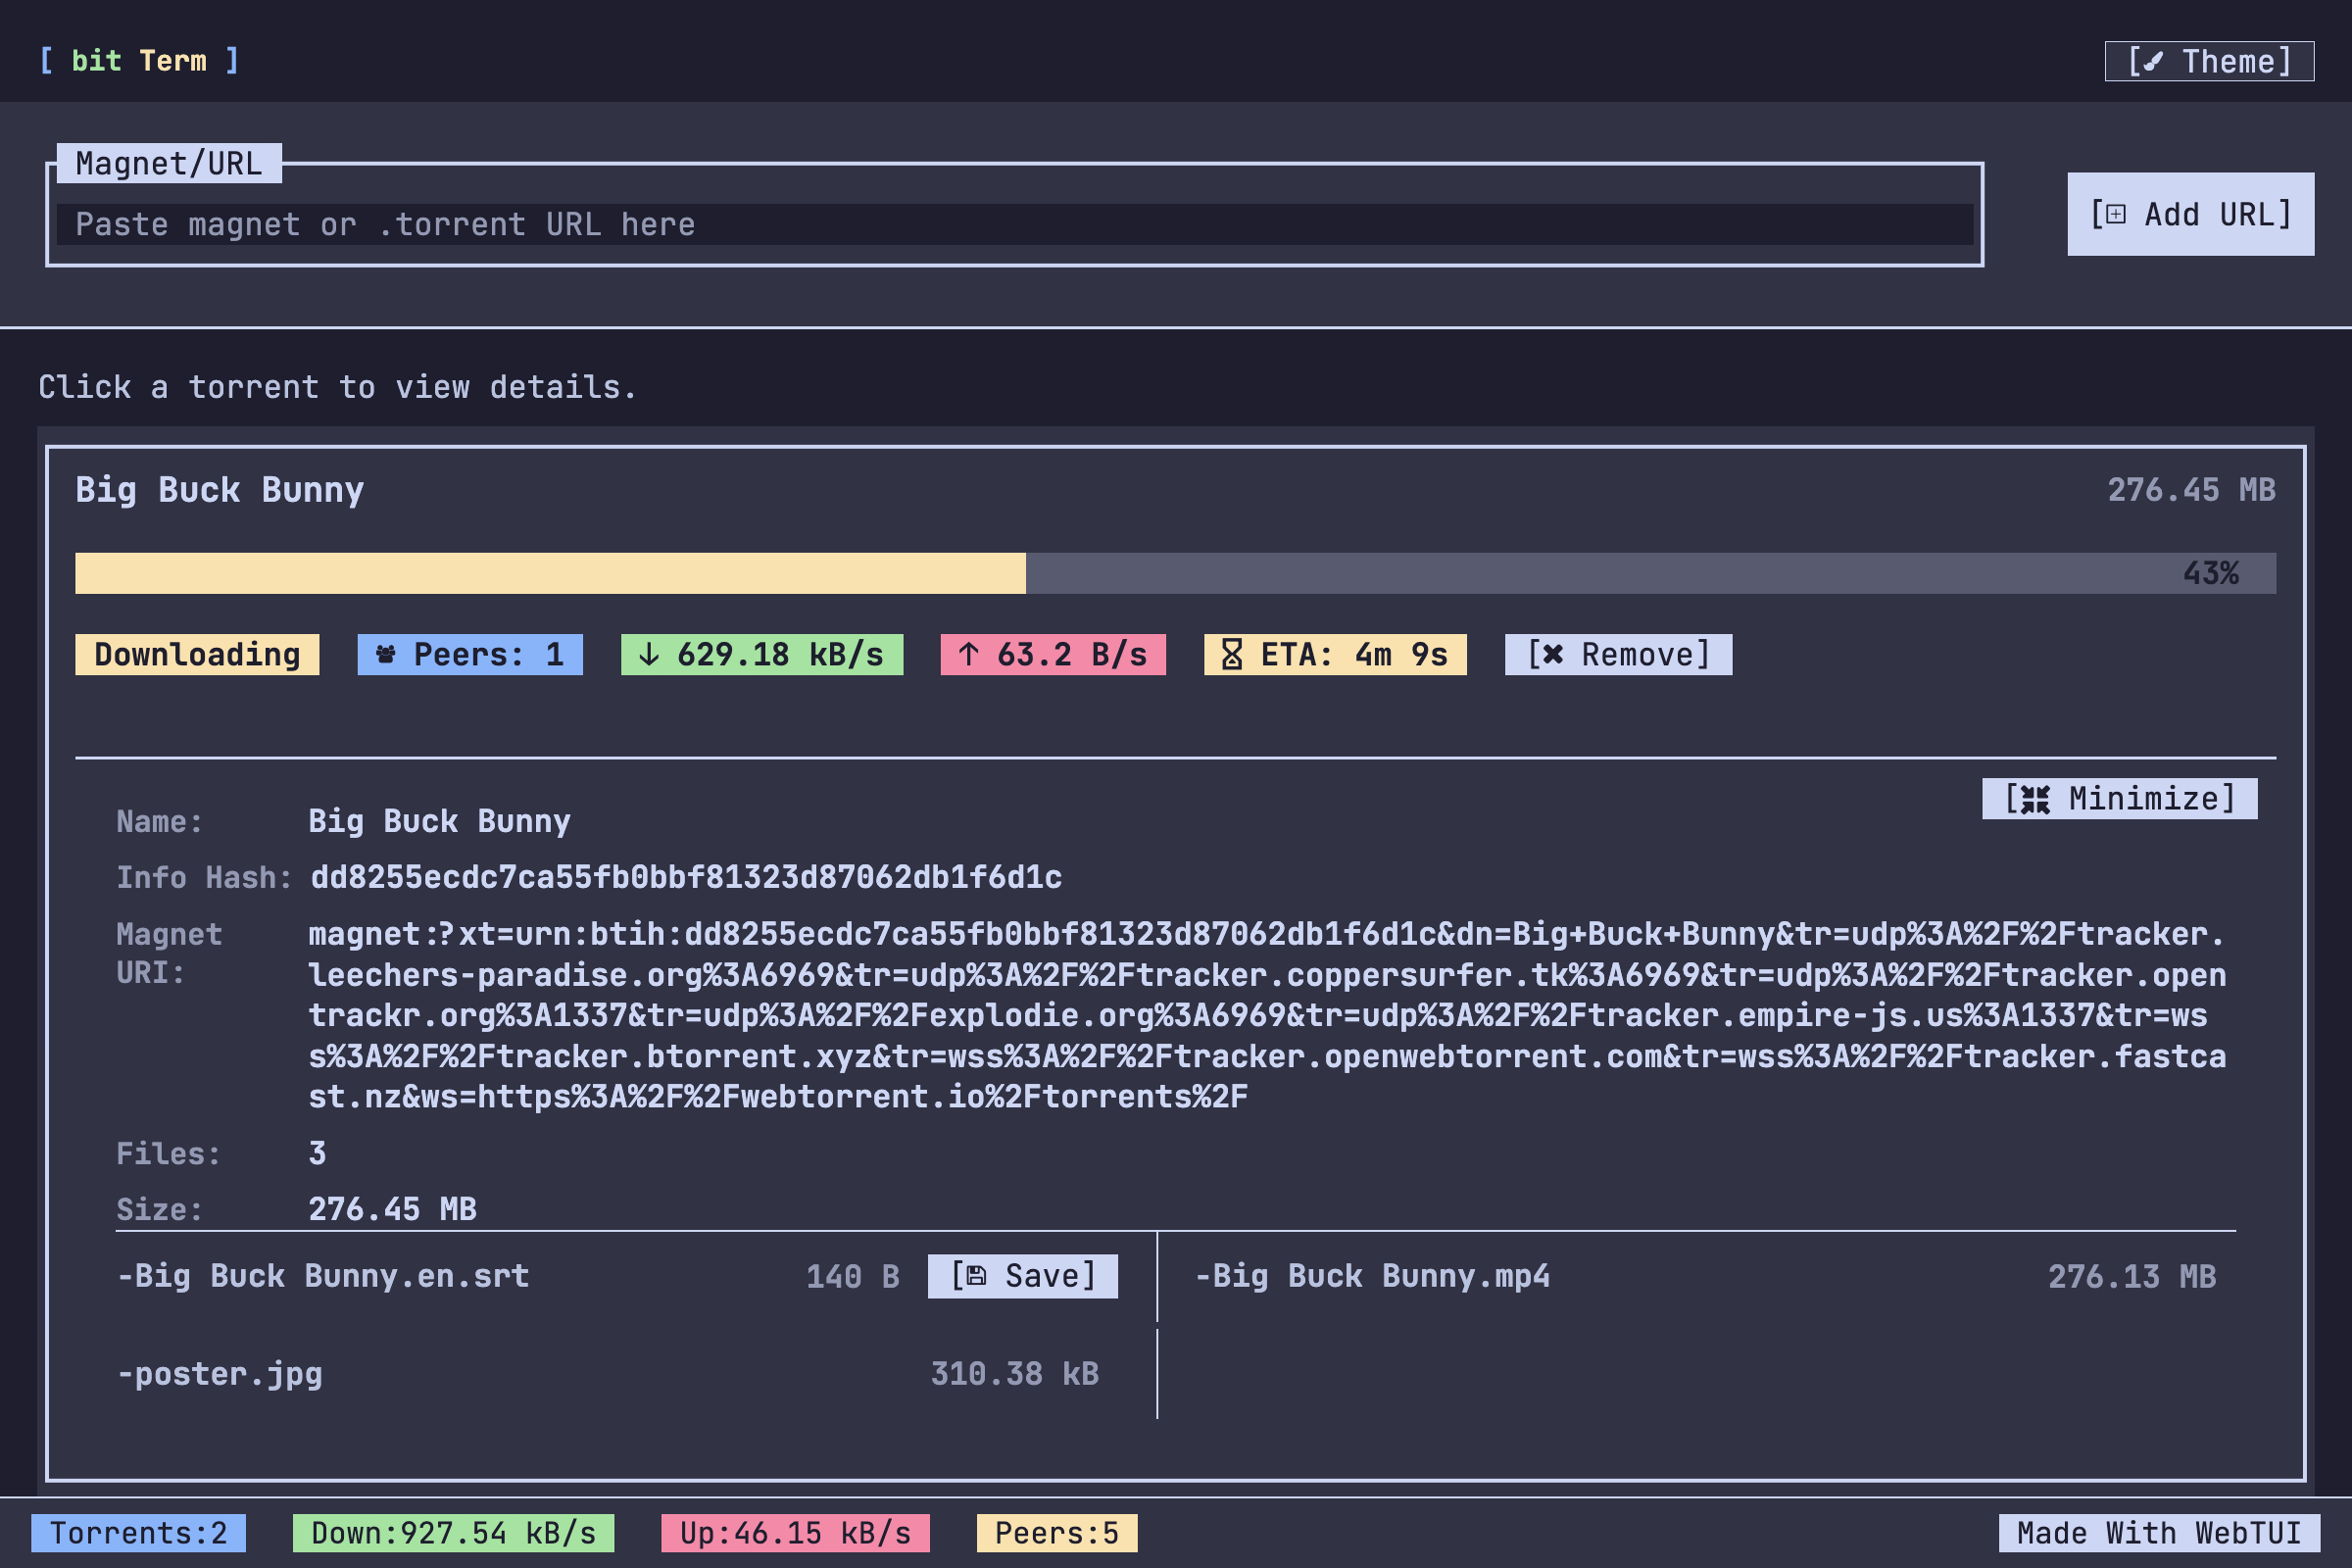 [ bit Term ]
[ Theme]
Magnet/URL
Paste magnet or .torrent URL here
[ Add URL]
Click a torrent to view details.
Big Buck Bunny 276.45 MB
43%
Downloading Peers: 1 ↓ 629.18 kB/s ↑ 63.2 B/s ETA: 4m 9s [✖ Remove]
[ Minimize]
Name: Big Buck Bunny
Info Hash: dd8255ecdc7ca55fb0bbf81323d87062db1f6d1c
Magnet URI:
magnet:?xt=urn:btih:dd8255ecdc7ca55fb0bbf81323d87062db1f6d1c&dn=Big+Buck+Bunny&tr=udp%3A%2F%2Ftracker.
leechers-paradise.org%3A6969&tr=udp%3A%2F%2Ftracker.coppersurfer.tk%3A6969&tr=udp%3A%2F%2Ftracker.open
trackr.org%3A1337&tr=udp%3A%2F%2Fexplodie.org%3A6969&tr=udp%3A%2F%2Ftracker.empire-js.us%3A1337&tr=ws
s%3A%2F%2Ftracker.btorrent.xyz&tr=wss%3A%2F%2Ftracker.openwebtorrent.com&tr=wss%3A%2F%2Ftracker.fastca
st.nz&ws=https%3A%2F%2Fwebtorrent.io%2Ftorrents%2F
Files: 3
Size: 276.45 MB
-Big Buck Bunny.en.srt 140 B [ Save]
-Big Buck Bunny.mp4 276.13 MB
-poster.jpg 310.38 kB
Torrents:2 Down:927.54 kB/s Up:46.15 kB/s Peers:5 Made With WebTUI